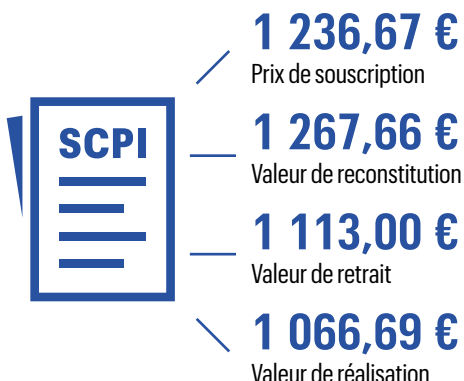 SCPI
1 236,67 €
Prix de souscription
1 267,66 €
Valeur de reconstitution
1 113,00 €
Valeur de retrait
1 066,69 €
Valeur de réalisation